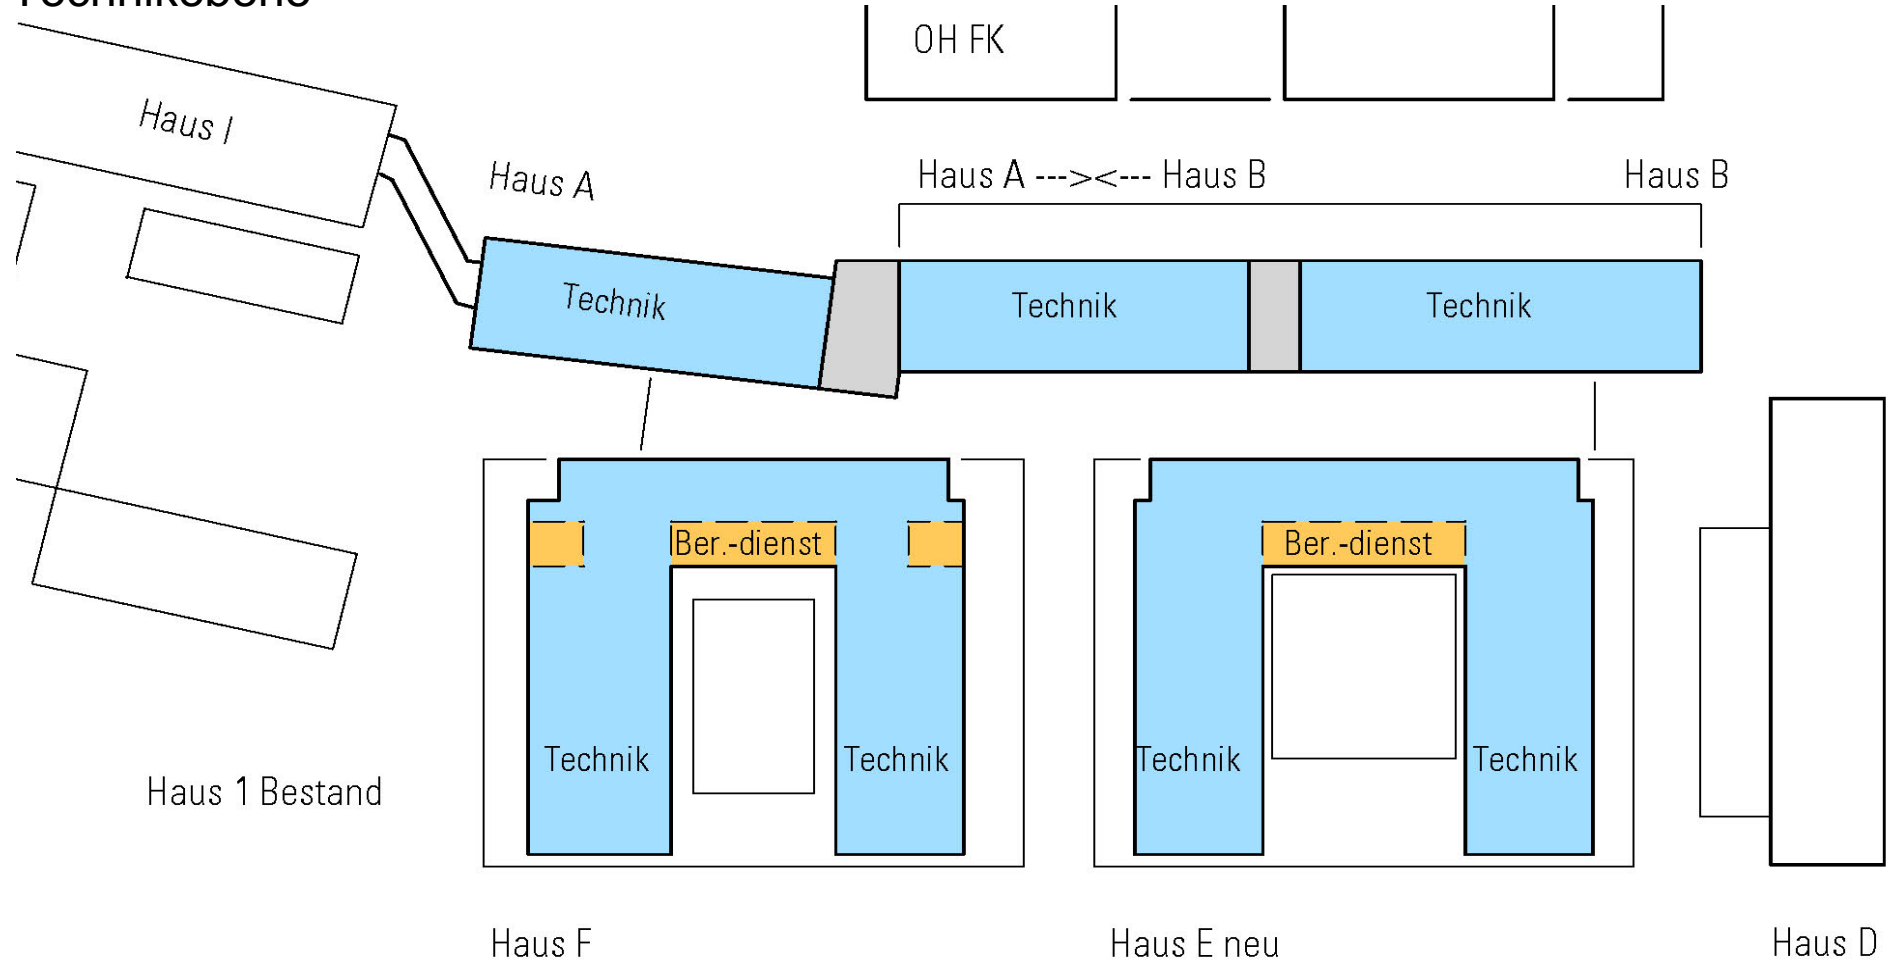 Technikebene
OH FK
Haus I
Haus A
Haus A ---><--- Haus B
Haus B
Technik
Technik
Technik
Ber.-dienst
Ber.-dienst
Technik
Technik
Technik
Technik
Haus 1 Bestand
Haus F
Haus E neu
Haus D